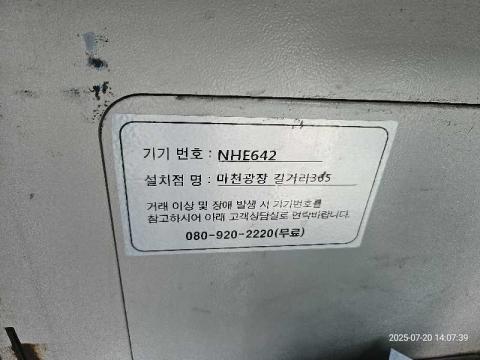 기기 번호 : NHE642
설치점 명 : 마천광장 길거리365
거래 이상 및 장애 발생 시 기기번호를
참고하시어 아래 고객상담실로 연락바랍니다.
080-920-2220(무료)
2025-07-20 14:07:39